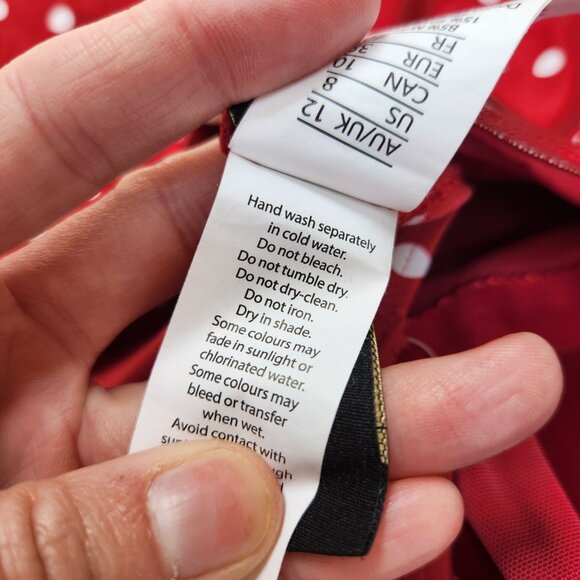 AU/UK 12
US 8
CAN
EUR
FR
85%
15%
Hand wash separately
in cold water.
Do not bleach.
Do not tumble dry.
Do not dry-clean.
Do not iron.
Dry in shade.
Some colours may
fade in sunlight or
chlorinated water.
Some colours may
bleed or transfer
when wet.
Avoid contact with